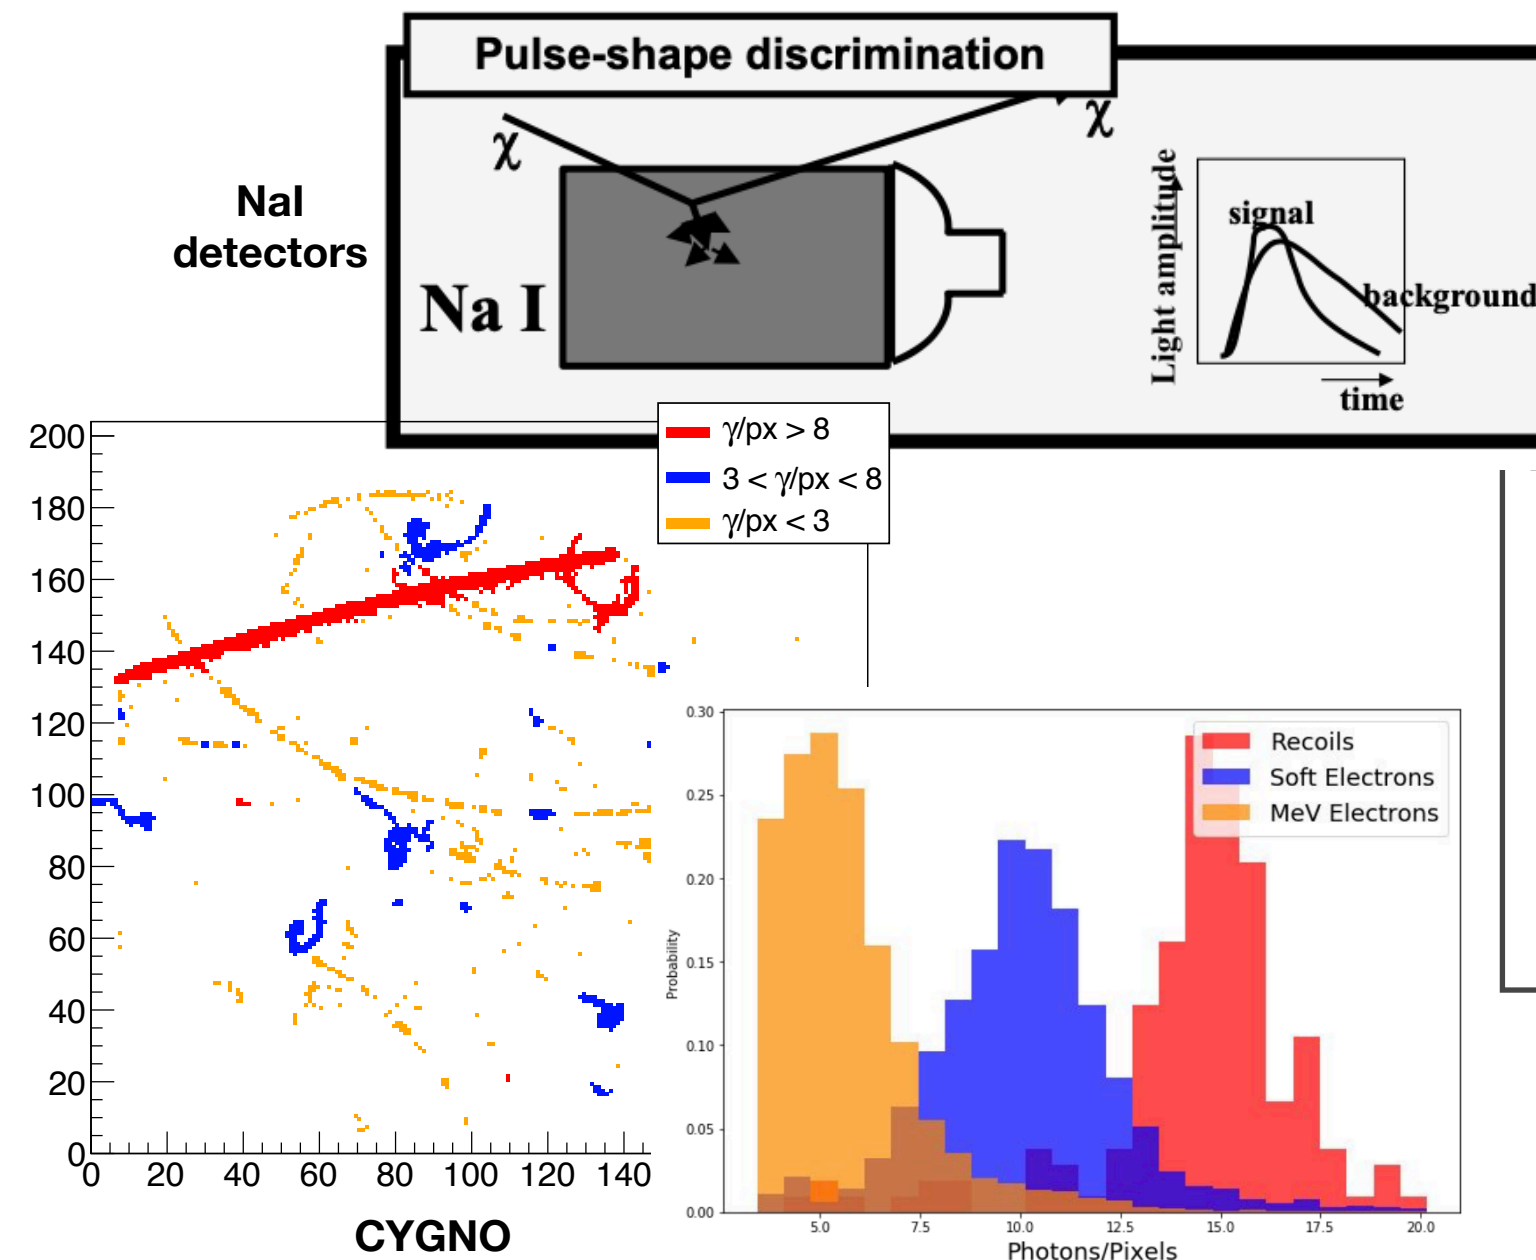 Pulse-shape discrimination
χ
χ
NaI
detectors
Na I
Light amplitude
signal
background
time
γ/px > 8
3 < γ/px < 8
γ/px < 3
200
180
160
140
120
100
80
60
40
20
0
0 20 40 60 80 100 120 140
CYGNO
0.30
0.25
0.20
0.15
0.10
0.05
0.00
Probability
Recoils
Soft Electrons
MeV Electrons
5.0 7.5 10.0 12.5 15.0 17.5 20.0
Photons/Pixels